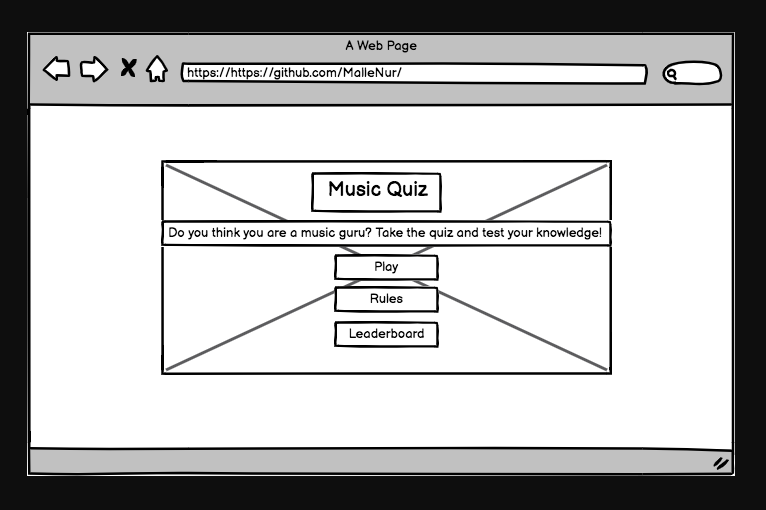 A Web Page
https://https://github.com/MalleNur/
Music Quiz
Do you think you are a music guru? Take the quiz and test your knowledge!
Play
Rules
Leaderboard